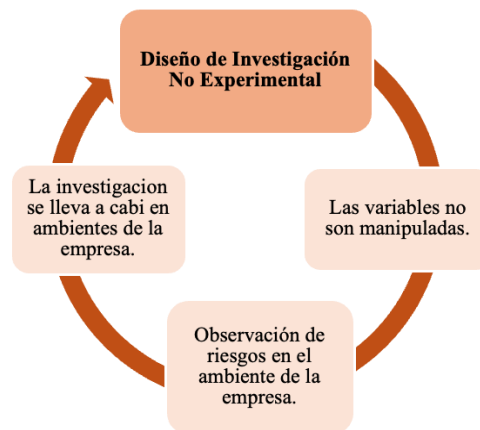 Diseño de Investigación
No Experimental
Las variables no
son manipuladas.
Observación de
riesgos en el
ambiente de la
empresa.
La investigacion
se lleva a cabi en
ambientes de la
empresa.